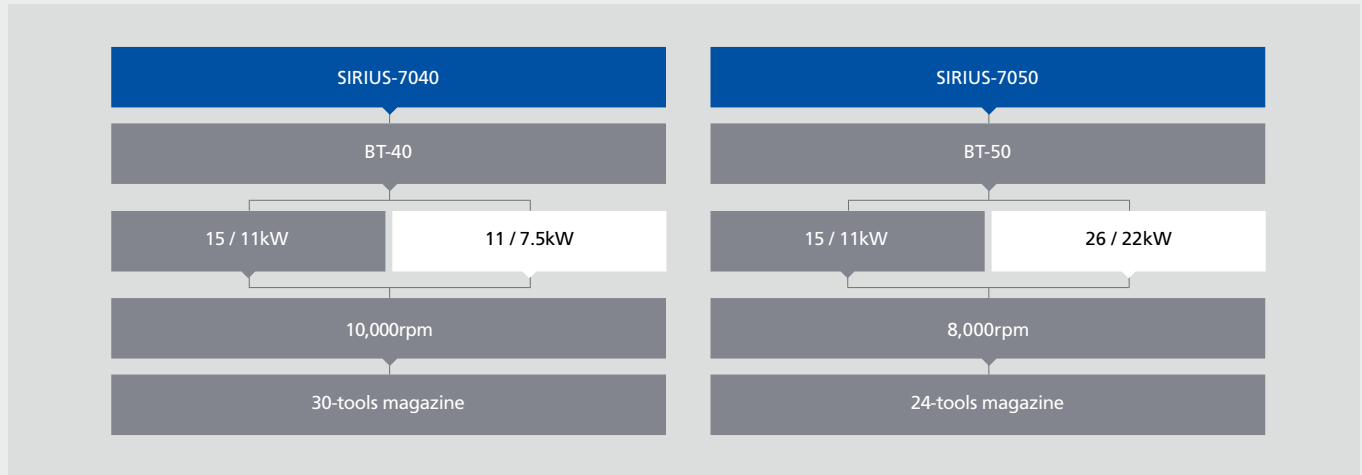 SIRIUS-7040
BT-40
15 / 11kW
11 / 7.5kW
10,000rpm
30-tools magazine
SIRIUS-7050
BT-50
15 / 11kW
26 / 22kW
8,000rpm
24-tools magazine